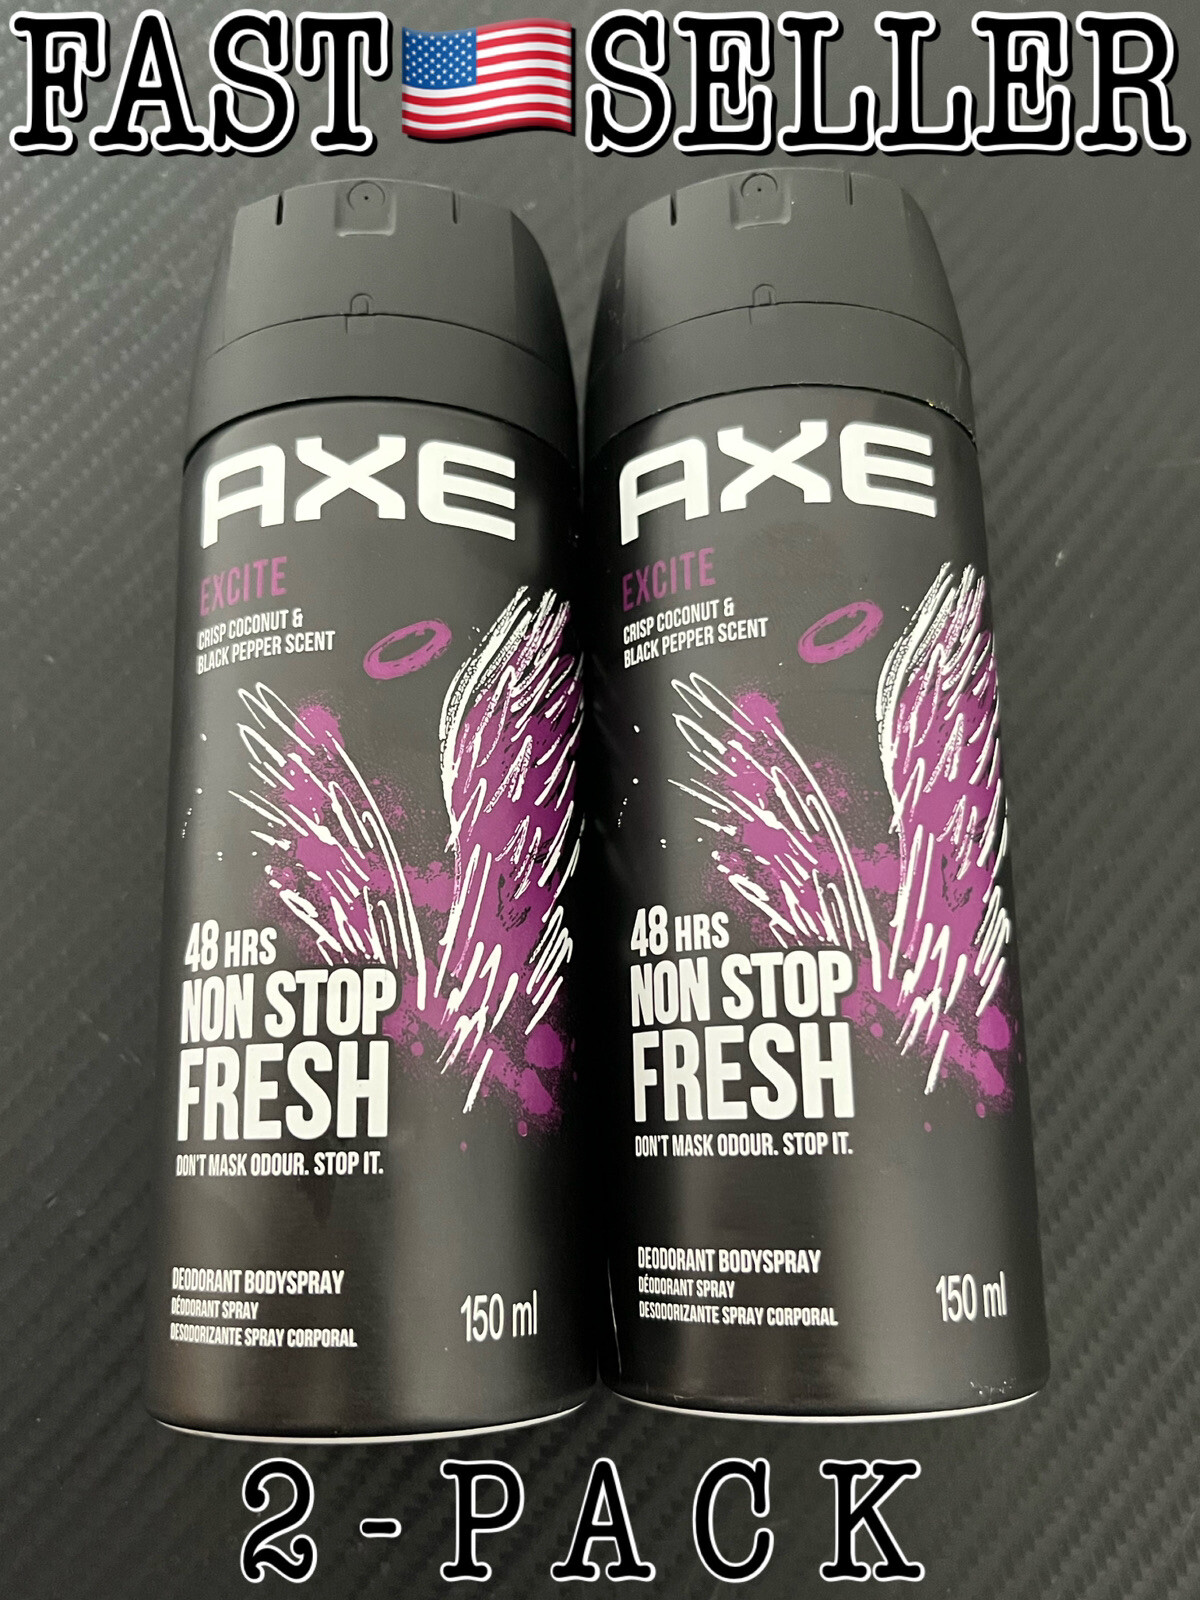 FAST🇺🇸SELLER
AXE
EXCITE
CRISP COCONUT &
BLACK PEPPER SCENT
48 HRS
NON STOP
FRESH
DON'T MASK ODOUR. STOP IT.
DEODORANT BODYSPRAY
DÉODORANT SPRAY
DESODORIZANTE SPRAY CORPORAL
150 ml
AXE
EXCITE
CRISP COCONUT &
BLACK PEPPER SCENT
48 HRS
NON STOP
FRESH
DON'T MASK ODOUR. STOP IT.
DEODORANT BODYSPRAY
DÉODORANT SPRAY
DESODORIZANTE SPRAY CORPORAL
150 ml
2-PACK